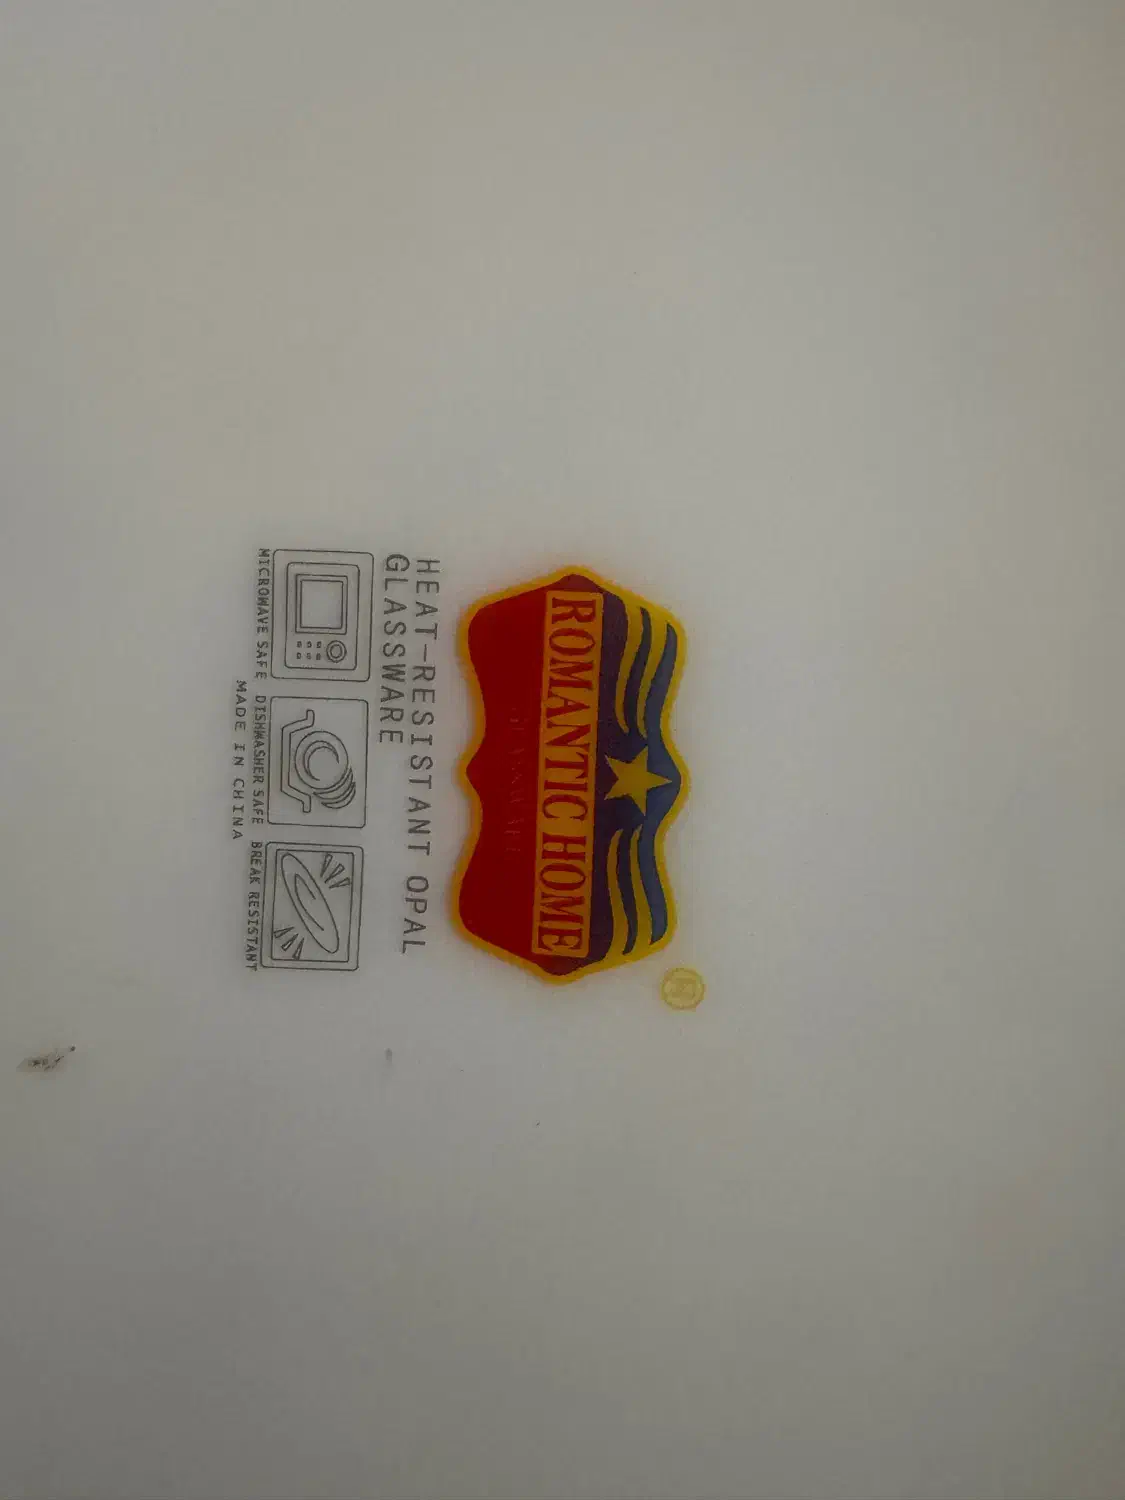 ROMANTIC HOME
HEAT-RESISTANT OPAL
GLASSWARE
MICROWAVE SAFE DISHWASHER SAFE BREAK RESISTANT
MADE IN CHINA